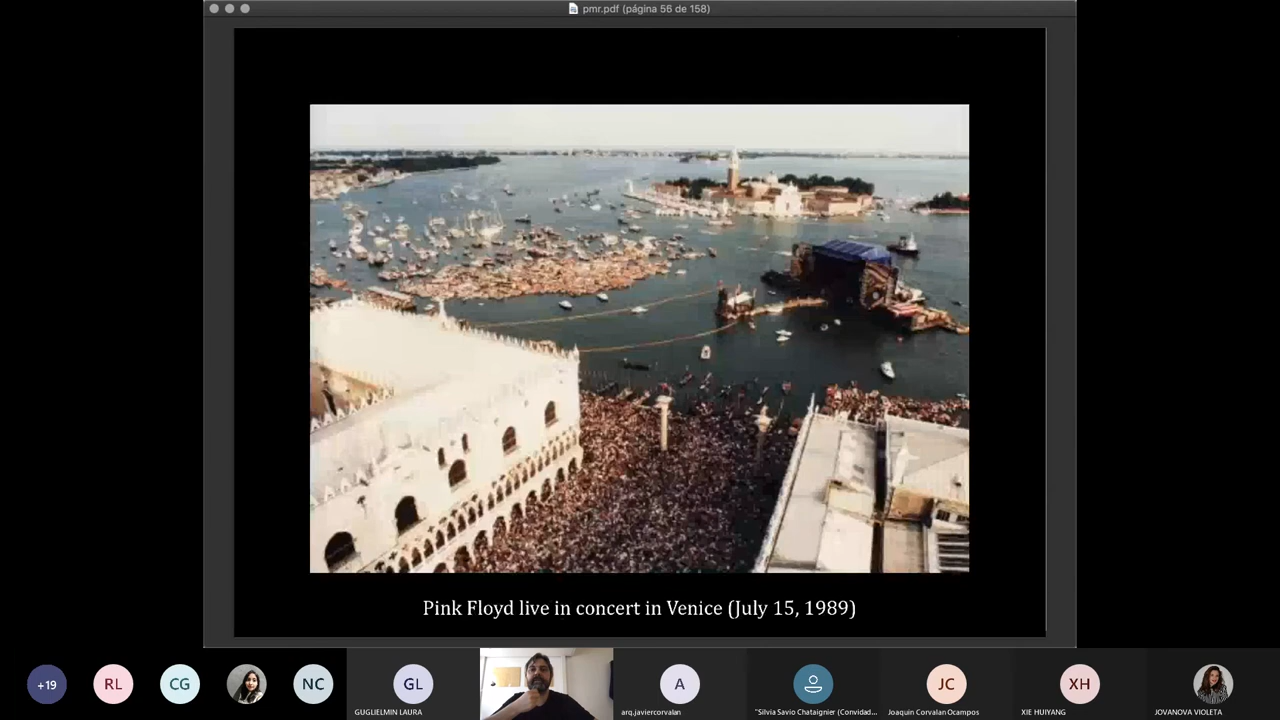 pmr.pdf (página 56 de 158)
Pink Floyd live in concert in Venice (July 15, 1989)
+19
RL
CG
NC
GL
A
JC
XH
GUGLIELMIN LAURA
arq.javiercorvalan
"Silvia Savio Chataignier (Convidad...
Joaquin Corvalan Ocampos
XIE HUIYANG
JOVANOVA VIOLETA